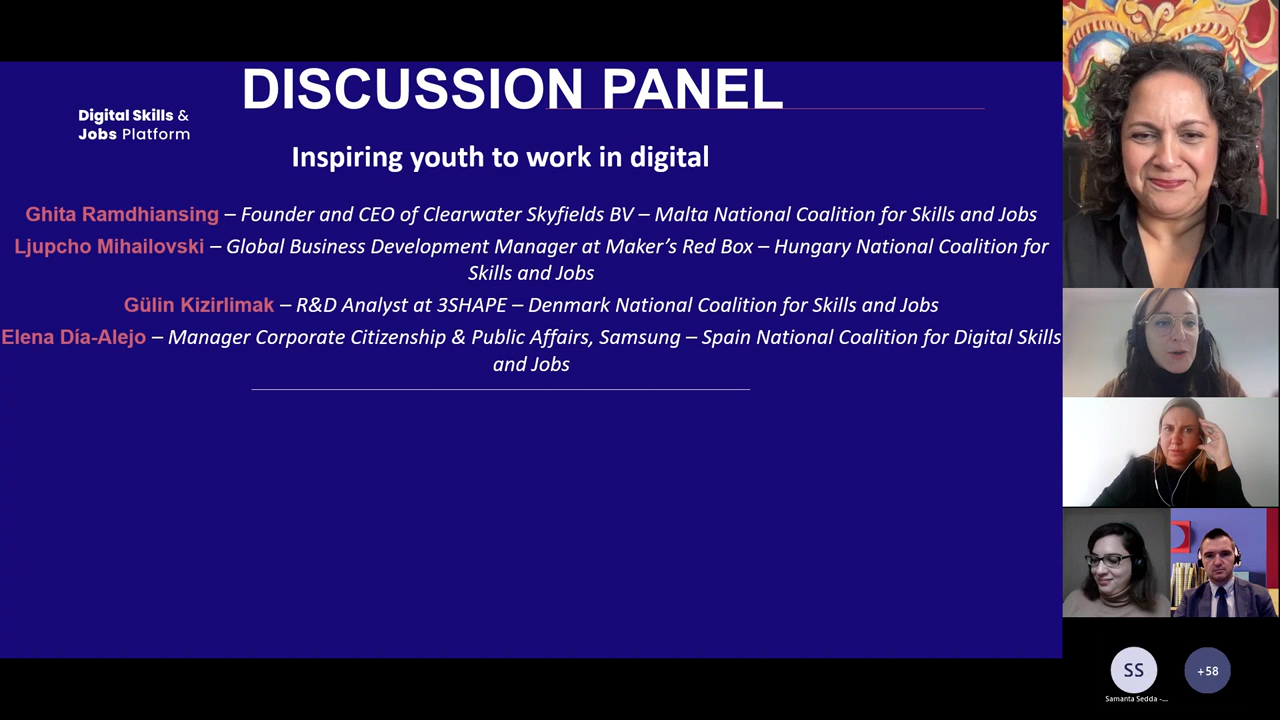 DISCUSSION PANEL
Digital Skills &
Jobs Platform
Inspiring youth to work in digital
Ghita Ramdhiansing – Founder and CEO of Clearwater Skyfields BV – Malta National Coalition for Skills and Jobs
Ljupcho Mihailovski – Global Business Development Manager at Maker's Red Box – Hungary National Coalition for
Skills and Jobs
Gülin Kizirlimak – R&D Analyst at 3SHAPE – Denmark National Coalition for Skills and Jobs
Elena Día-Alejo – Manager Corporate Citizenship & Public Affairs, Samsung – Spain National Coalition for Digital Skills
and Jobs
SS
+58
Samanta Sedda -...